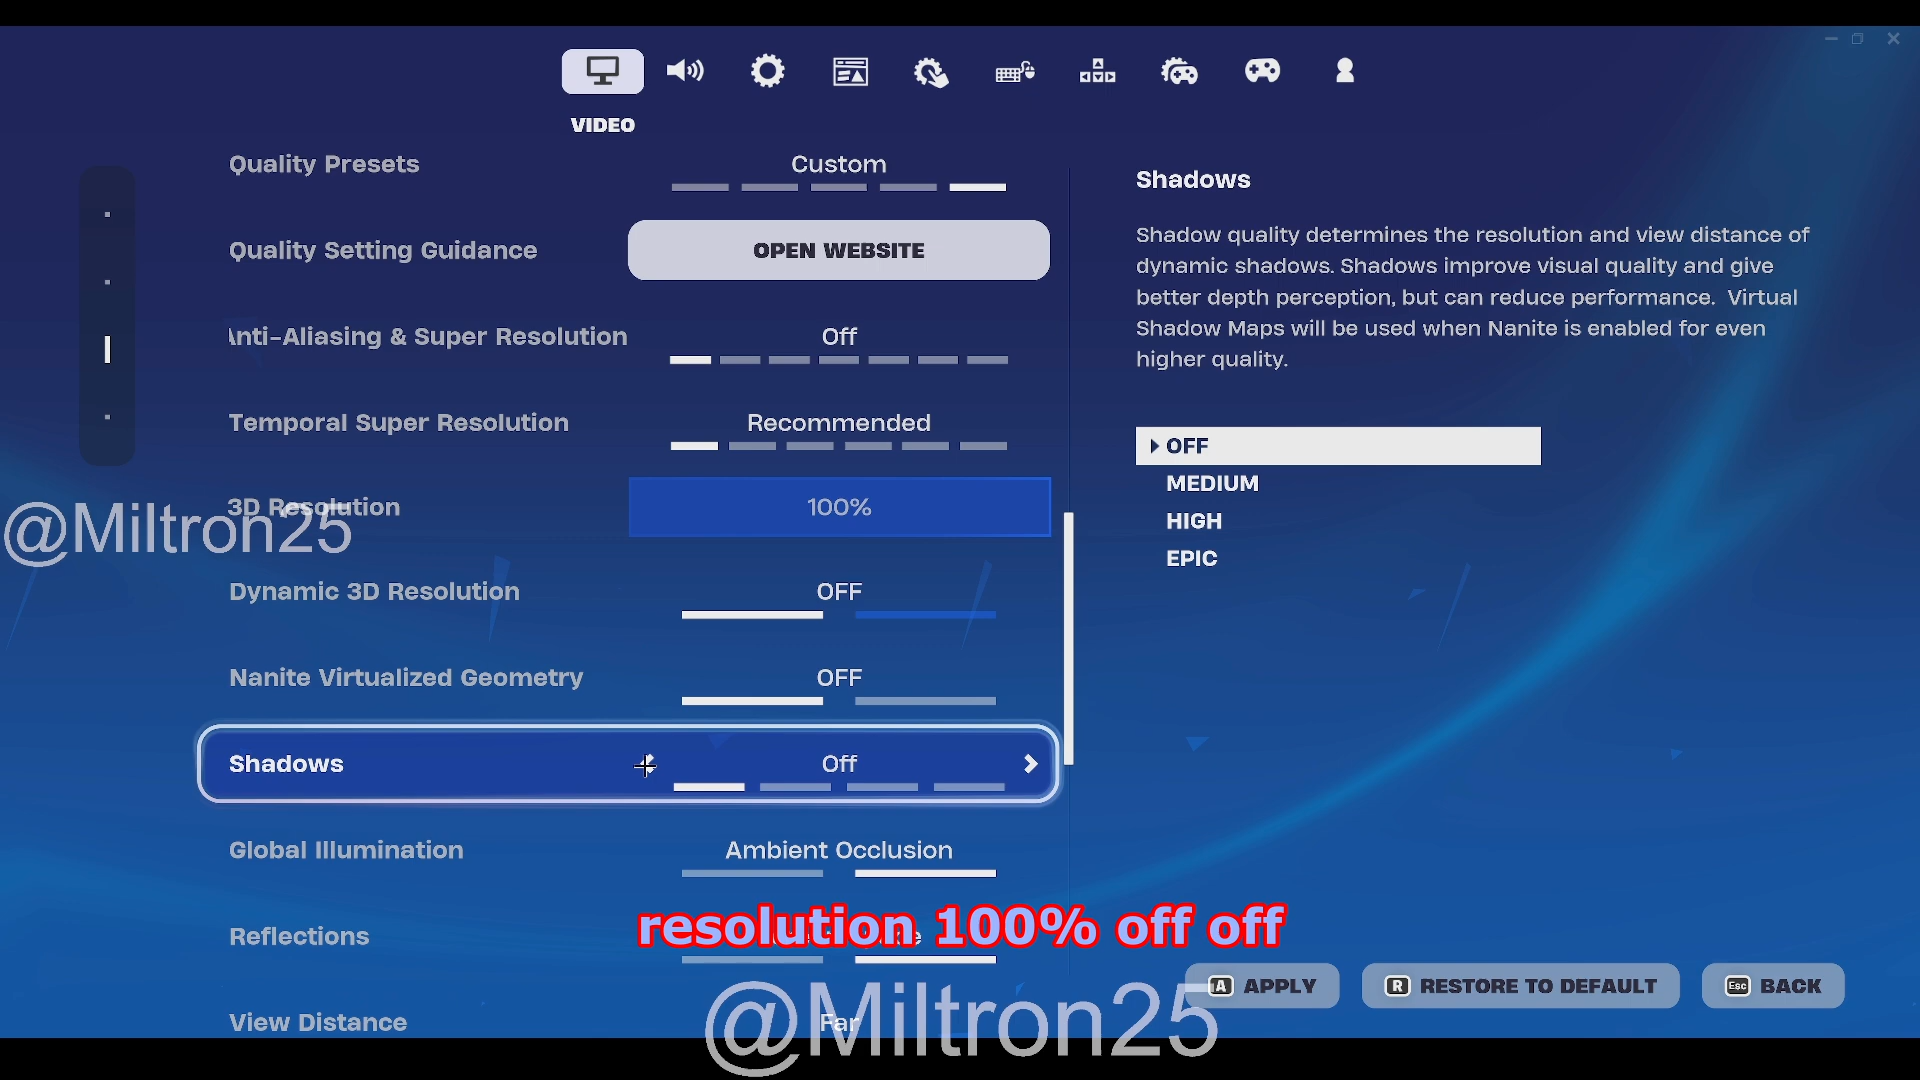 VIDEO
Quality Presets
Custom
Quality Setting Guidance
OPEN WEBSITE
Anti-Aliasing & Super Resolution
Off
Temporal Super Resolution
Recommended
3D Resolution
100%
@Miltron25
Dynamic 3D Resolution
OFF
Nanite Virtualized Geometry
OFF
Shadows
Off
Global Illumination
Ambient Occlusion
Reflections
resolution 100% off off
View Distance
Far
@Miltron25
Shadows
Shadow quality determines the resolution and view distance of
dynamic shadows. Shadows improve visual quality and give
better depth perception, but can reduce performance. Virtual
Shadow Maps will be used when Nanite is enabled for even
higher quality.
OFF
MEDIUM
HIGH
EPIC
A APPLY
R RESTORE TO DEFAULT
Esc BACK